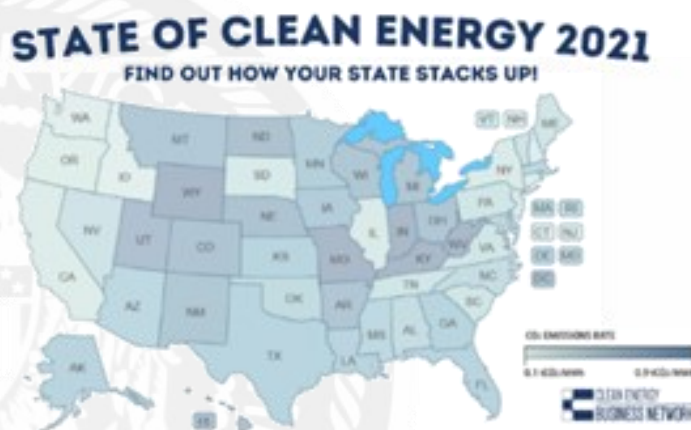 STATE OF CLEAN ENERGY 2021
FIND OUT HOW YOUR STATE STACKS UP!
WA
MT
ND
MN
WI
MI
VT
NH
ME
OR
ID
SD
WY
NY
NV
UT
CO
NE
IA
IL
IN
OH
PA
MA
RI
CT
NJ
CA
KS
MO
KY
WV
VA
DE
MD
DC
AZ
NM
OK
AR
TN
NC
SC
TX
LA
MS
AL
GA
FL
AK
CO₂ EMISSIONS RATE
CLEAN ENERGY
BUSINESS NETWORK